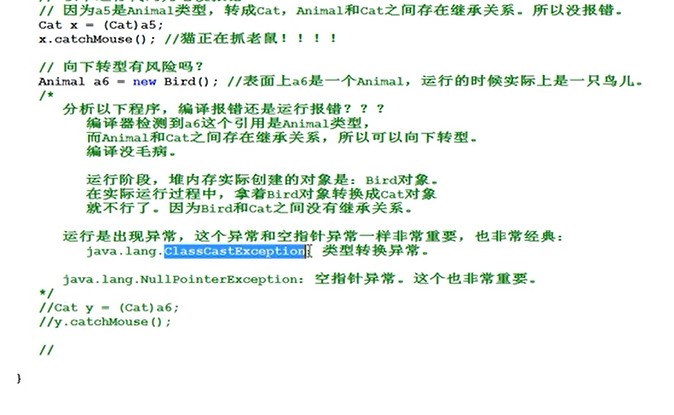 // 因为a5是Animal类型，转成Cat，Animal和Cat之间存在继承关系。所以没报错。
Cat x = (Cat)a5;
x.catchMouse(); //猫正在抓老鼠！！！！
// 向下转型有风险吗？
Animal a6 = new Bird(); //表面上a6是一个Animal，运行的时候实际上是一只鸟儿。
/*
分析以下程序，编译报错还是运行报错？？？
编译器检测到a6这个引用是Animal类型，
而Animal和Cat之间存在继承关系，所以可以向下转型。
编译没毛病。
运行阶段，堆内存实际创建的对象是：Bird对象。
在实际运行过程中，拿着Bird对象转换成Cat对象
就不行了。因为Bird和Cat之间没有继承关系。
运行是出现异常，这个异常和空指针异常一样非常重要，也非常经典：
java.lang.ClassCastException 类型转换异常。
java.lang.NullPointerException：空指针异常。这个也非常重要。
*/
//Cat y = (Cat)a6;
//y.catchMouse();
//
}